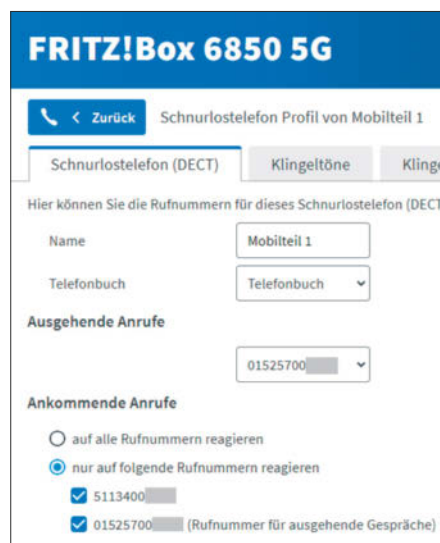 FRITZ!Box 6850 5G
< Zurück Schnurlostelefon Profil von Mobilteil 1
Schnurlostelefon (DECT) Klingeltöne Klinge
Hier können Sie die Rufnummern für dieses Schnurlostelefon (DECT
Name Mobilteil 1
Telefonbuch Telefonbuch
Ausgehende Anrufe
01525700
Ankommende Anrufe
auf alle Rufnummern reagieren
nur auf folgende Rufnummern reagieren
5113400
01525700 (Rufnummer für ausgehende Gespräche)